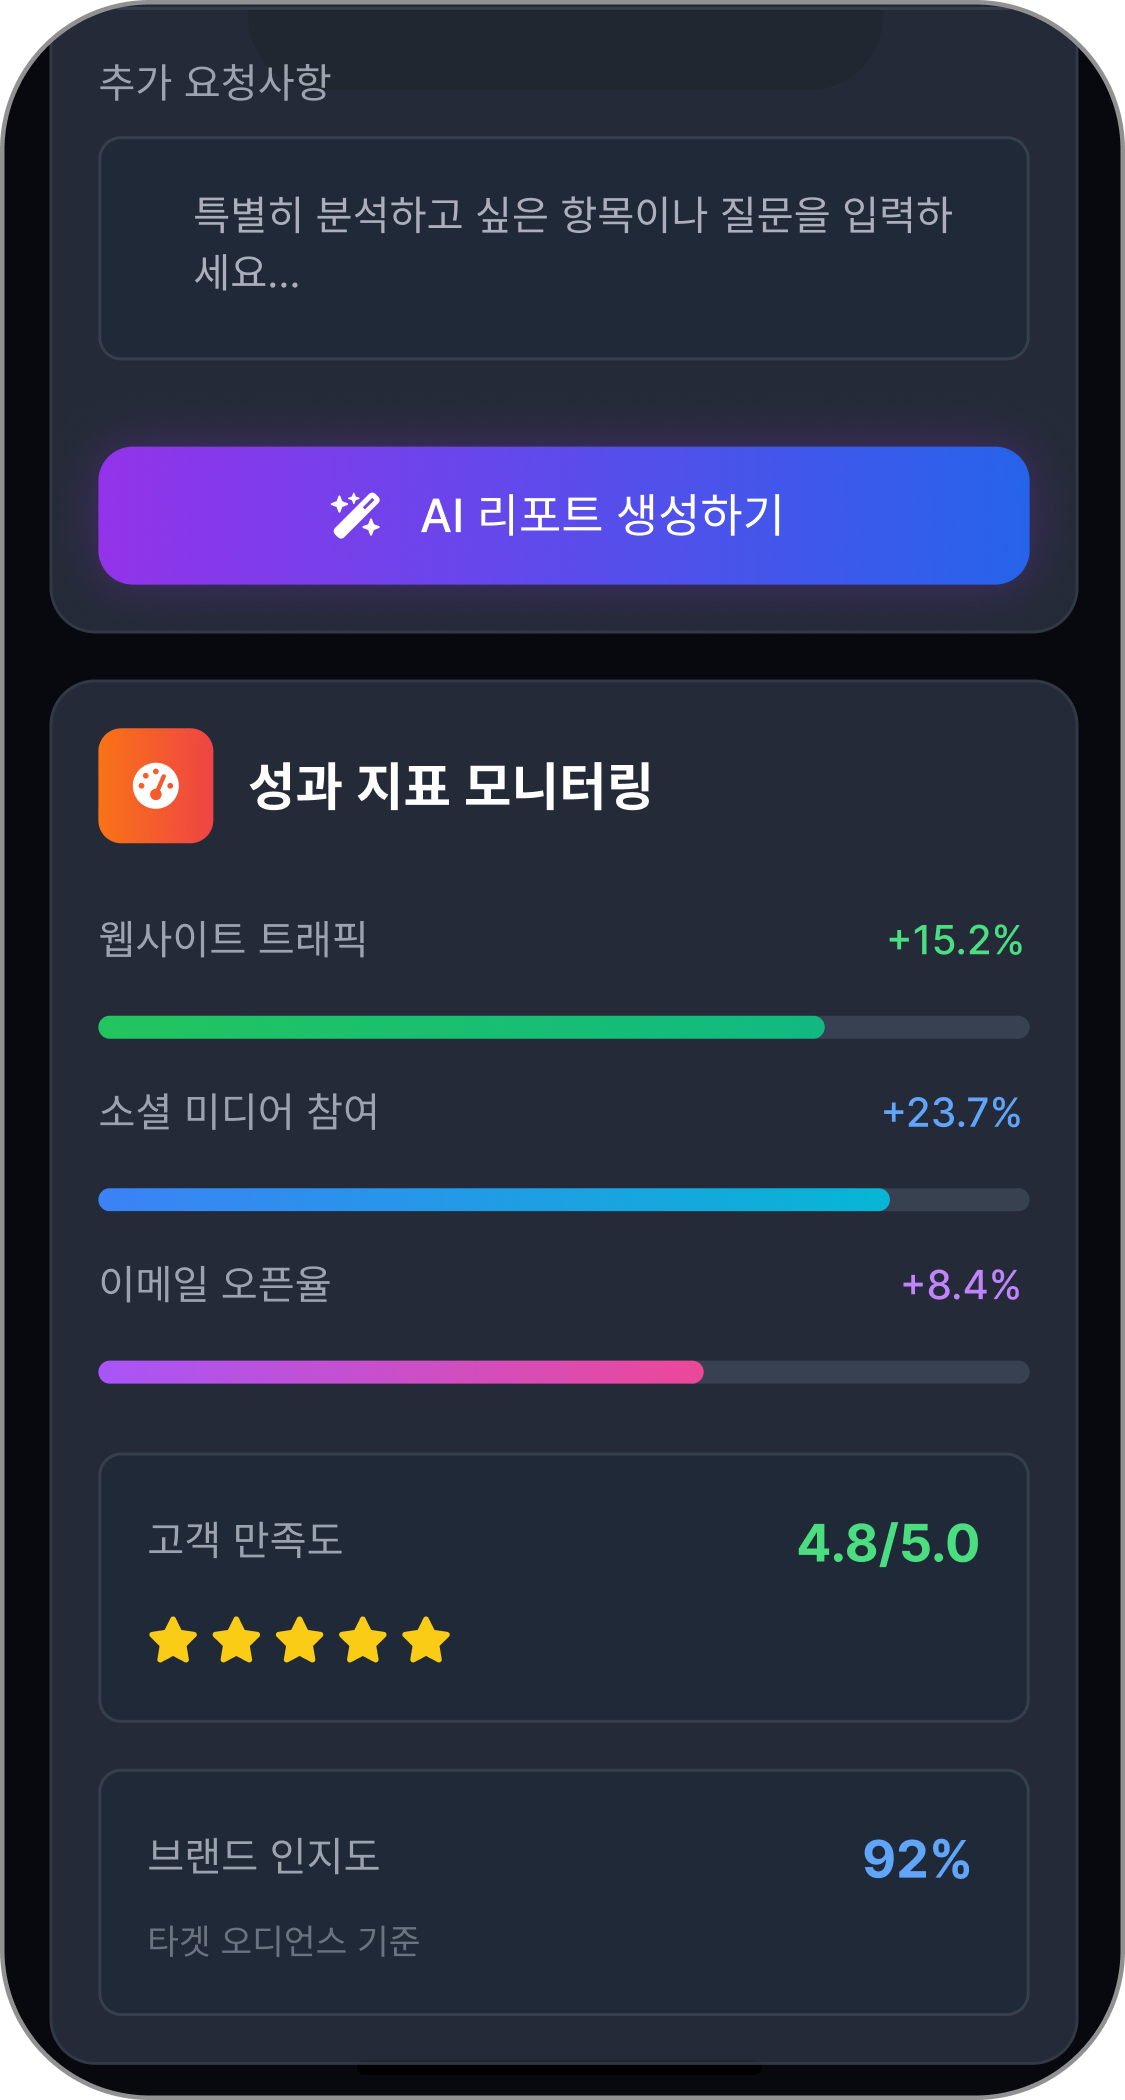 추가 요청사항
특별히 분석하고 싶은 항목이나 질문을 입력하
세요...
AI 리포트 생성하기
성과 지표 모니터링
웹사이트 트래픽 +15.2%
소셜 미디어 참여 +23.7%
이메일 오픈율 +8.4%
고객 만족도 4.8/5.0
브랜드 인지도 92%
타겟 오디언스 기준